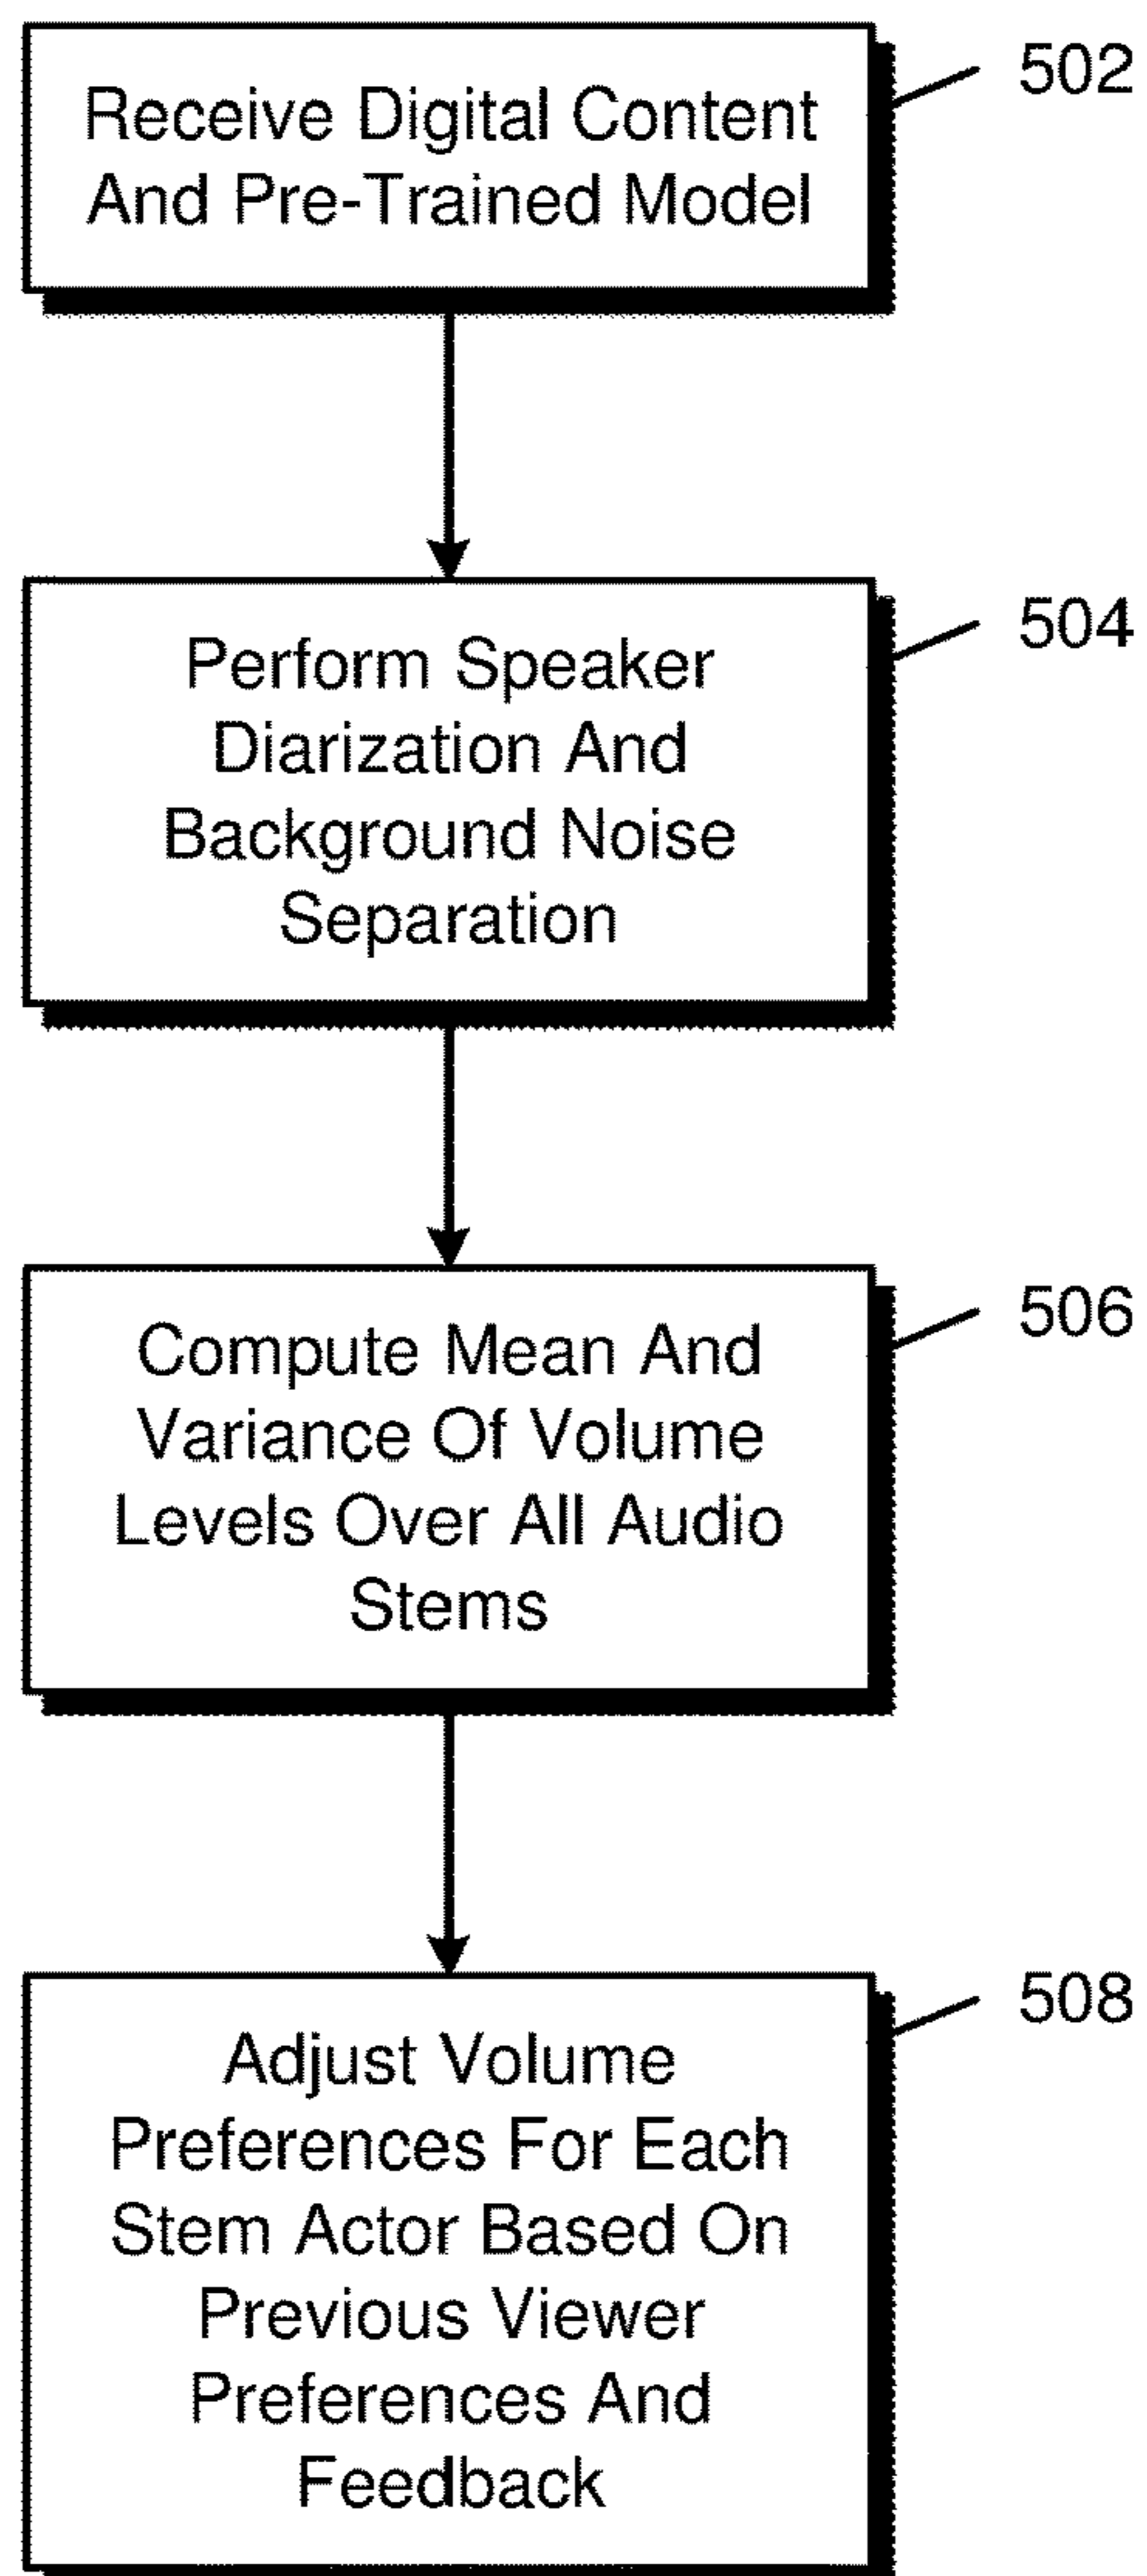 Receive Digital Content
And Pre-Trained Model
502
Perform Speaker
Diarization And
Background Noise
Separation
504
Compute Mean And
Variance Of Volume
Levels Over All Audio
Stems
506
Adjust Volume
Preferences For Each
Stem Actor Based On
Previous Viewer
Preferences And
Feedback
508